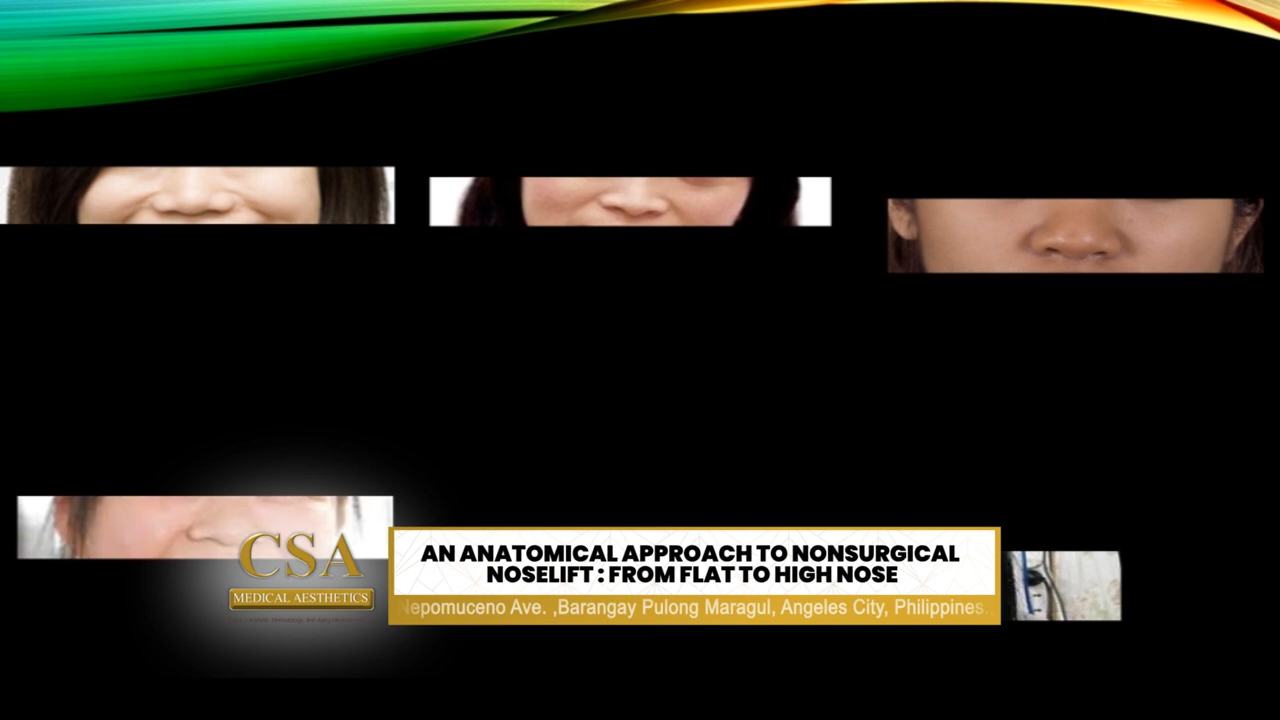 CSA
MEDICAL AESTHETICS
AN ANATOMICAL APPROACH TO NONSURGICAL
NOSELIFT : FROM FLAT TO HIGH NOSE
Nepomuceno Ave. ,Barangay Pulong Maragul, Angeles City, Philippines.